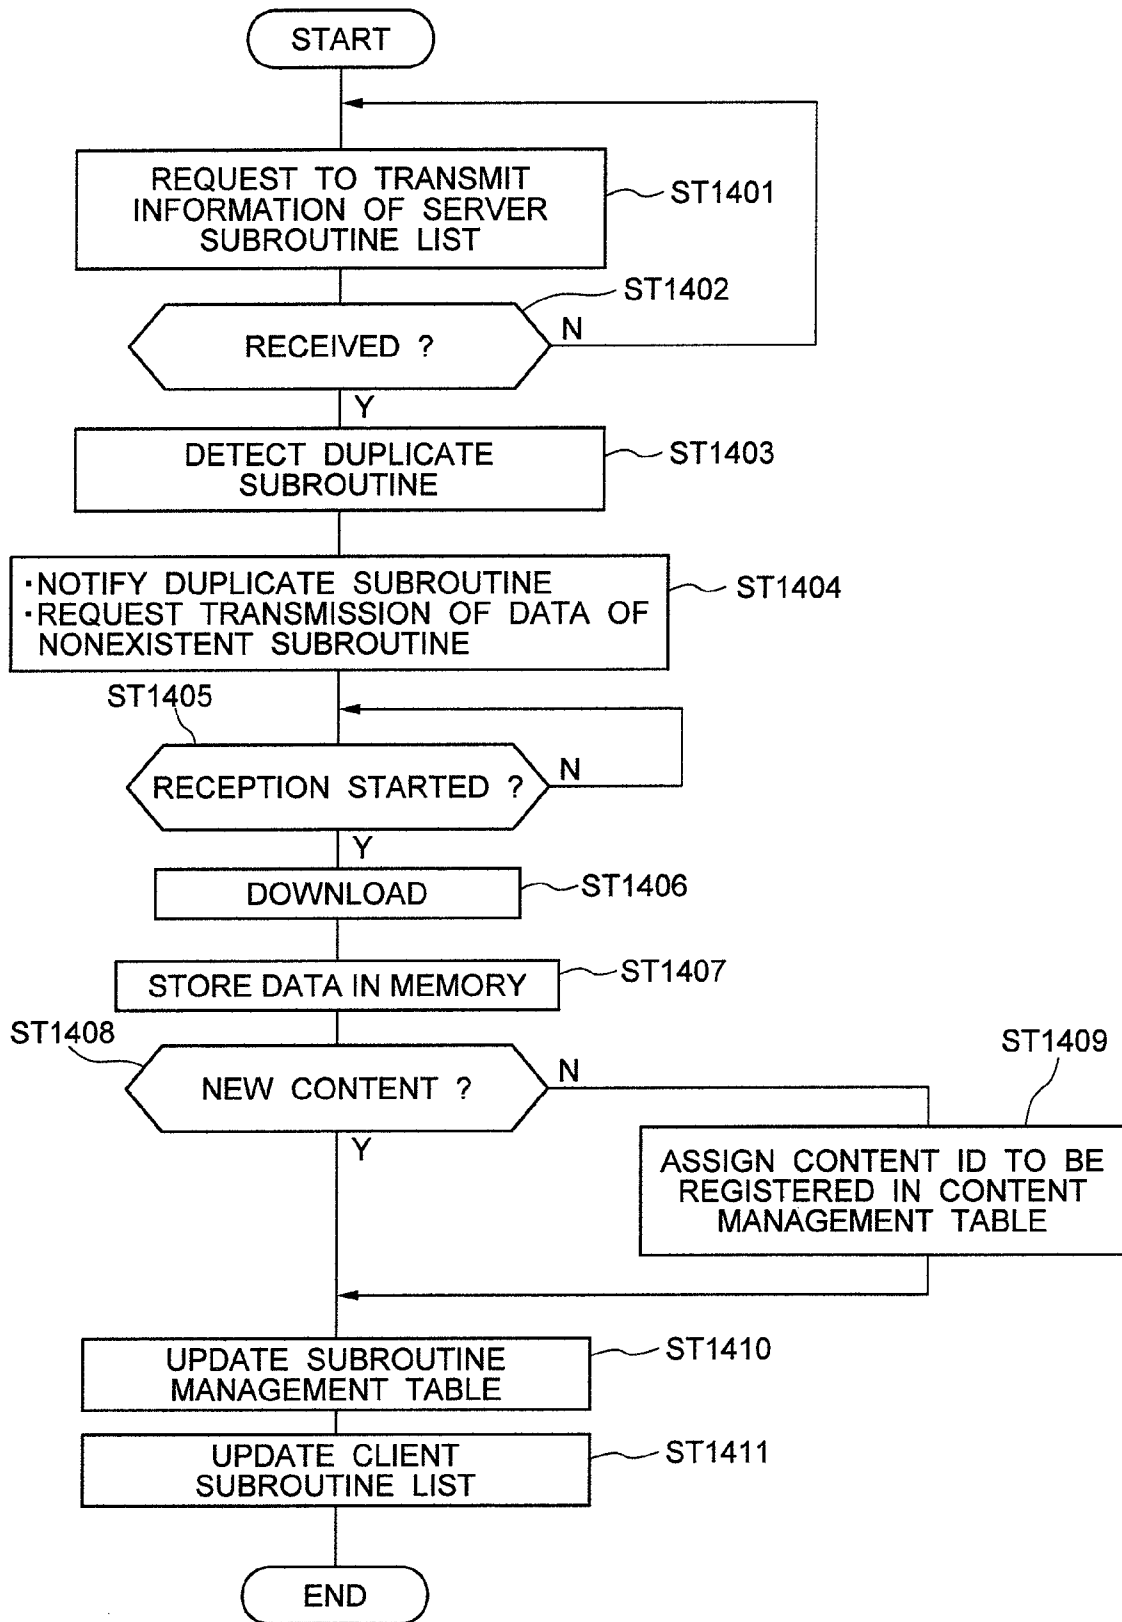 START
REQUEST TO TRANSMIT
INFORMATION OF SERVER
SUBROUTINE LIST
ST1401
ST1402
RECEIVED ?
N
Y
DETECT DUPLICATE
SUBROUTINE
ST1403
・NOTIFY DUPLICATE SUBROUTINE
・REQUEST TRANSMISSION OF DATA OF
NONEXISTENT SUBROUTINE
ST1404
ST1405
RECEPTION STARTED ?
N
Y
DOWNLOAD
ST1406
STORE DATA IN MEMORY
ST1407
ST1408
NEW CONTENT ?
N
Y
ST1409
ASSIGN CONTENT ID TO BE
REGISTERED IN CONTENT
MANAGEMENT TABLE
UPDATE SUBROUTINE
MANAGEMENT TABLE
ST1410
UPDATE CLIENT
SUBROUTINE LIST
ST1411
END